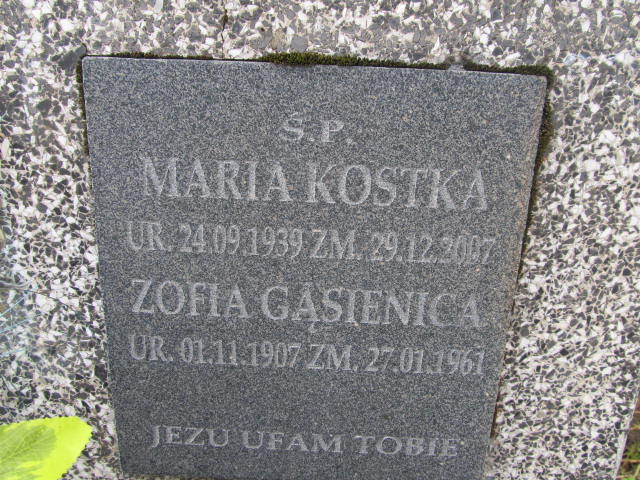 Ś.P.
MARIA KOSTKA
UR. 24.09.1939 ZM. 29.12.2007
ZOFIA GĄSIENICA
UR. 01.11.1907 ZM. 27.01.1961
JEZU UFAM TOBIE